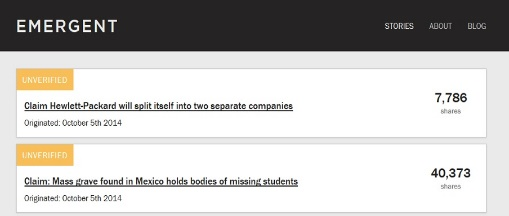 EMERGENT
STORIES ABOUT BLOG
UNVERIFIED
Claim Hewlett-Packard will split itself into two separate companies
Originated: October 5th 2014
7,786
shares
UNVERIFIED
Claim: Mass grave found in Mexico holds bodies of missing students
Originated: October 5th 2014
40,373
shares